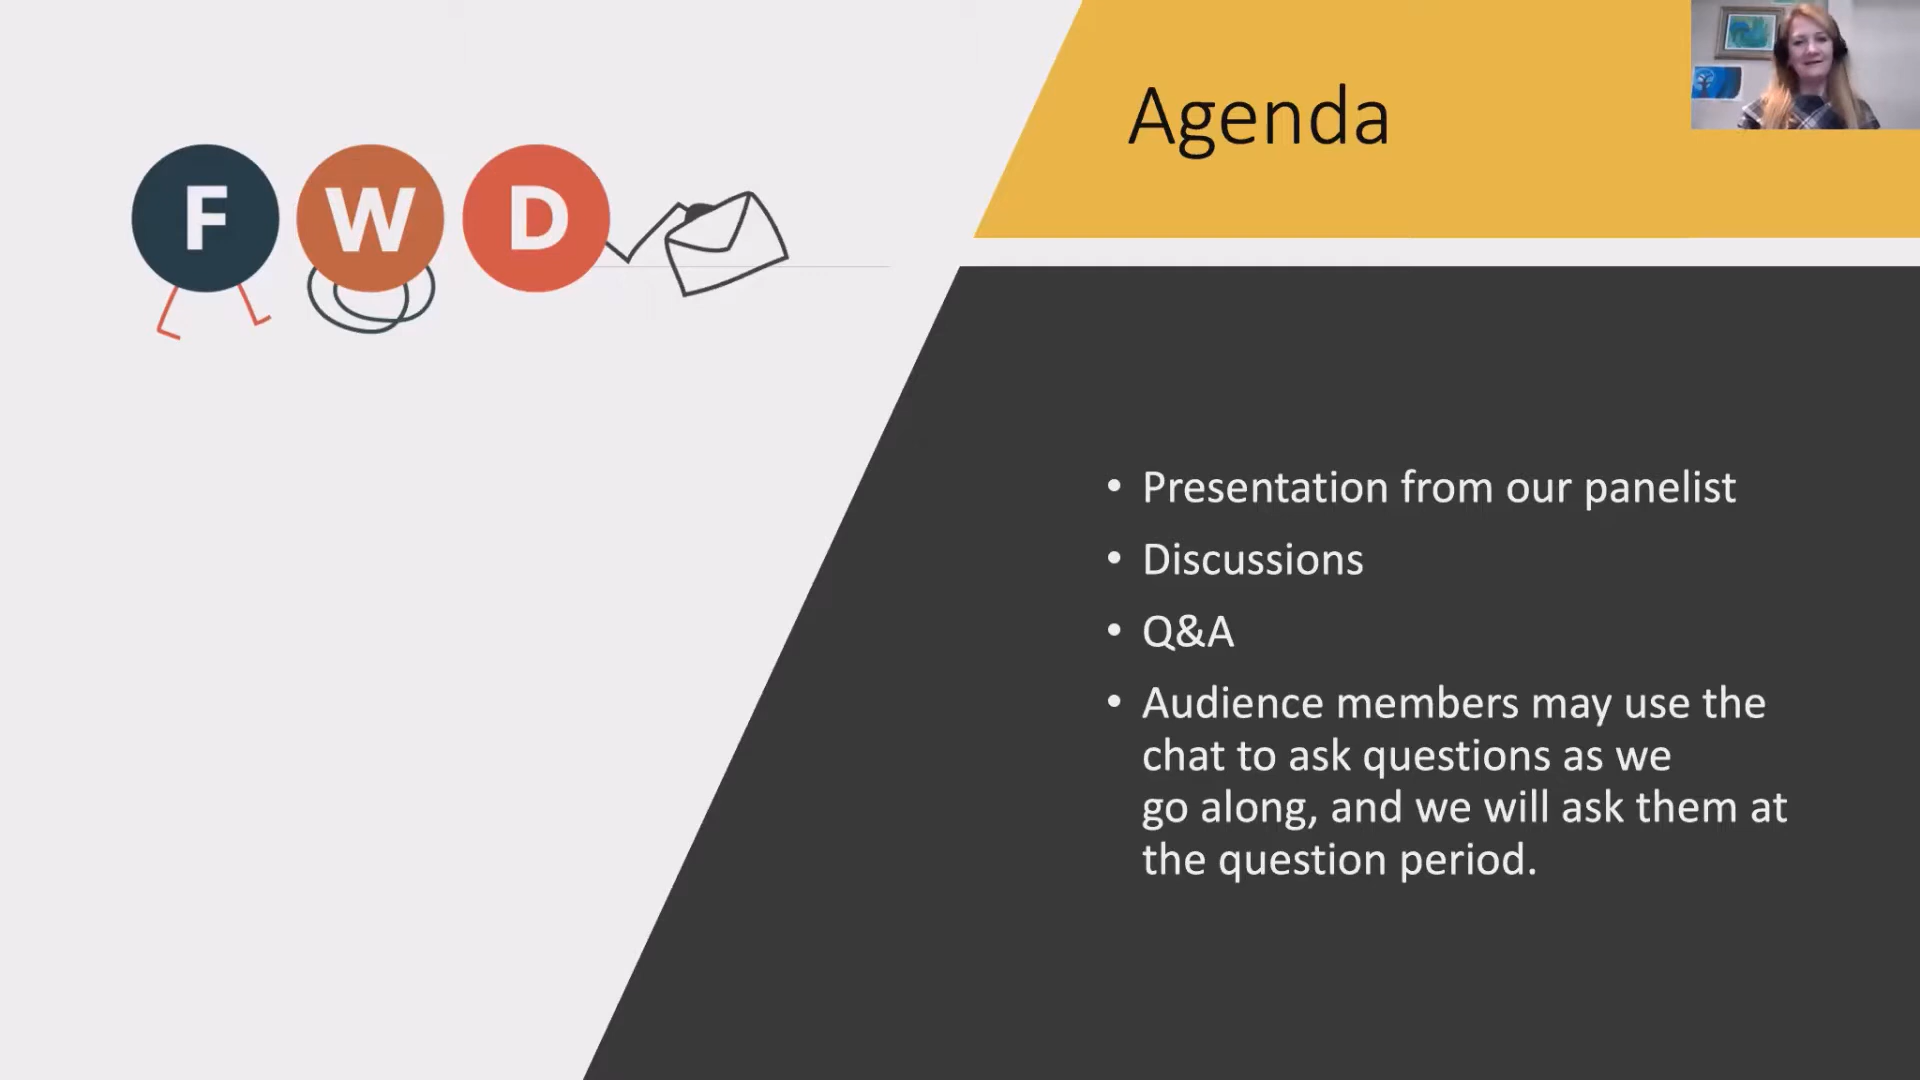 F W D
Agenda
• Presentation from our panelist
• Discussions
• Q&A
• Audience members may use the
chat to ask questions as we
go along, and we will ask them at
the question period.